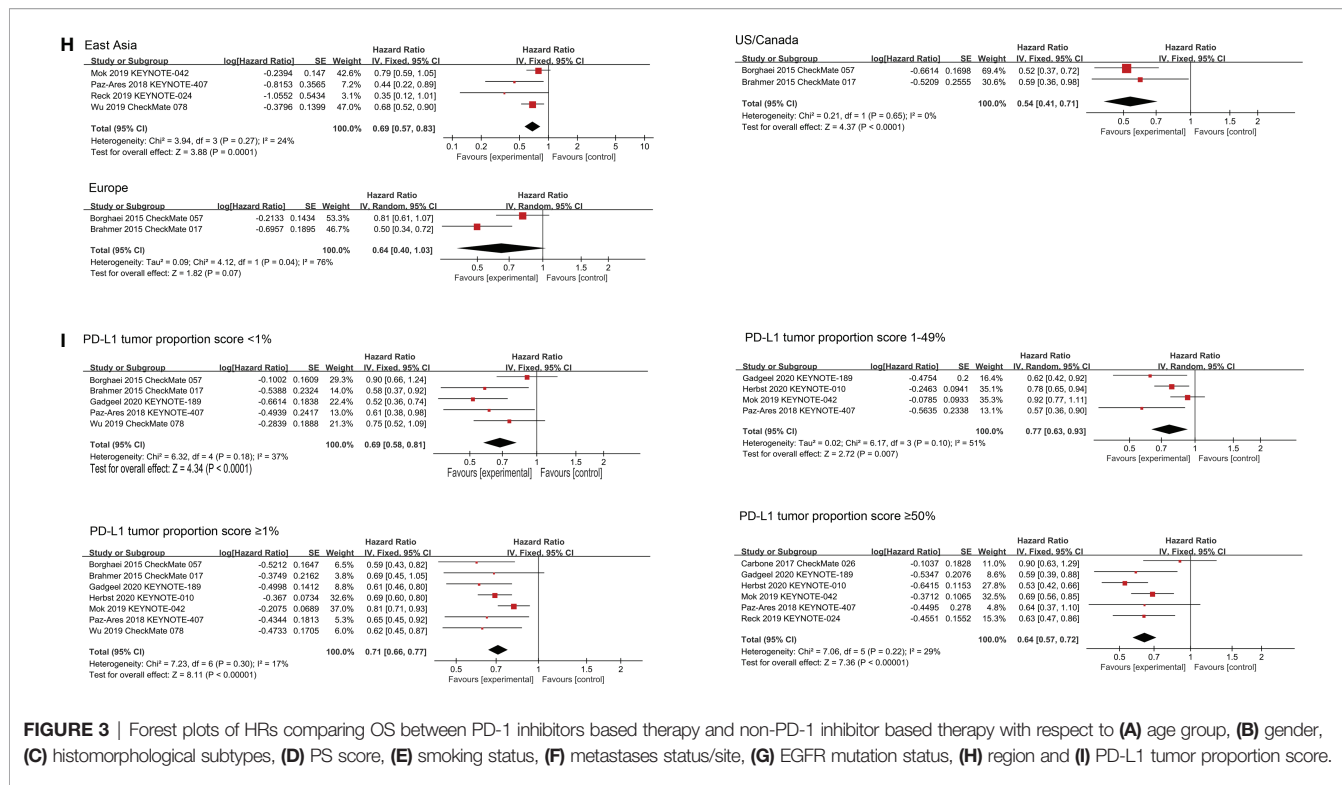 H East Asia
Hazard Ratio Hazard Ratio
Study or Subgroup log[Hazard Ratio] SE Weight IV, Fixed, 95% CI IV, Fixed, 95% CI
Mok 2019 KEYNOTE-042 -0.2394 0.147 42.6% 0.79 [0.59, 1.05]
Paz-Ares 2018 KEYNOTE-407 -0.8153 0.3565 7.2% 0.44 [0.22, 0.89]
Reck 2019 KEYNOTE-024 -1.0552 0.5434 3.1% 0.35 [0.12, 1.01]
Wu 2019 CheckMate 078 -0.3796 0.1399 47.0% 0.68 [0.52, 0.90]
Total (95% CI) 100.0% 0.69 [0.57, 0.83]
Heterogeneity: Chi² = 3.94, df = 3 (P = 0.27); I² = 24%
Test for overall effect: Z = 3.88 (P = 0.0001)
0.1 0.2 0.5 1 2 5 10
Favours [experimental] Favours [control]
US/Canada
Hazard Ratio Hazard Ratio
Study or Subgroup log[Hazard Ratio] SE Weight IV, Fixed, 95% CI IV, Fixed, 95% CI
Borghaei 2015 CheckMate 057 -0.6614 0.1698 69.4% 0.52 [0.37, 0.72]
Brahmer 2015 CheckMate 017 -0.5209 0.2555 30.6% 0.59 [0.36, 0.98]
Total (95% CI) 100.0% 0.54 [0.41, 0.71]
Heterogeneity: Chi² = 0.21, df = 1 (P = 0.65); I² = 0%
Test for overall effect: Z = 4.37 (P < 0.0001)
0.5 0.7 1 1.5 2
Favours [experimental] Favours [control]
Europe
Hazard Ratio Hazard Ratio
Study or Subgroup log[Hazard Ratio] SE Weight IV, Random, 95% CI IV, Random, 95% CI
Borghaei 2015 CheckMate 057 -0.2133 0.1434 53.3% 0.81 [0.61, 1.07]
Brahmer 2015 CheckMate 017 -0.6957 0.1895 46.7% 0.50 [0.34, 0.72]
Total (95% CI) 100.0% 0.64 [0.40, 1.03]
Heterogeneity: Tau² = 0.09; Chi² = 4.12, df = 1 (P = 0.04); I² = 76%
Test for overall effect: Z = 1.82 (P = 0.07)
0.5 0.7 1 1.5 2
Favours [experimental] Favours [control]
I PD-L1 tumor proportion score <1%
Hazard Ratio Hazard Ratio
Study or Subgroup log[Hazard Ratio] SE Weight IV, Fixed, 95% CI IV, Fixed, 95% CI
Borghaei 2015 CheckMate 057 -0.1002 0.1609 29.3% 0.90 [0.66, 1.24]
Brahmer 2015 CheckMate 017 -0.5388 0.2324 14.0% 0.58 [0.37, 0.92]
Gadgeel 2020 KEYNOTE-189 -0.6614 0.1838 22.4% 0.52 [0.36, 0.74]
Paz-Ares 2018 KEYNOTE-407 -0.4939 0.2417 13.0% 0.61 [0.38, 0.98]
Wu 2019 CheckMate 078 -0.2839 0.1888 21.3% 0.75 [0.52, 1.09]
Total (95% CI) 100.0% 0.69 [0.58, 0.81]
Heterogeneity: Chi² = 6.32, df = 4 (P = 0.18); I² = 37%
Test for overall effect: Z = 4.34 (P < 0.0001)
0.5 0.7 1 1.5 2
Favours [experimental] Favours [control]
PD-L1 tumor proportion score 1-49%
Hazard Ratio Hazard Ratio
Study or Subgroup log[Hazard Ratio] SE Weight IV, Random, 95% CI IV, Random, 95% CI
Gadgeel 2020 KEYNOTE-189 -0.4754 0.2 16.4% 0.62 [0.42, 0.92]
Herbst 2020 KEYNOTE-010 -0.2463 0.0941 35.1% 0.78 [0.65, 0.94]
Mok 2019 KEYNOTE-042 -0.0785 0.0933 35.3% 0.92 [0.77, 1.11]
Paz-Ares 2018 KEYNOTE-407 -0.5635 0.2338 13.1% 0.57 [0.36, 0.90]
Total (95% CI) 100.0% 0.77 [0.63, 0.93]
Heterogeneity: Tau² = 0.02; Chi² = 6.17, df = 3 (P = 0.10); I² = 51%
Test for overall effect: Z = 2.72 (P = 0.007)
0.5 0.7 1 1.5 2
Favours [experimental] Favours [control]
PD-L1 tumor proportion score ≥1%
Hazard Ratio Hazard Ratio
Study or Subgroup log[Hazard Ratio] SE Weight IV, Fixed, 95% CI IV, Fixed, 95% CI
Borghaei 2015 CheckMate 057 -0.5212 0.1647 6.5% 0.59 [0.43, 0.82]
Brahmer 2015 CheckMate 017 -0.3749 0.2162 3.8% 0.69 [0.45, 1.05]
Gadgeel 2020 KEYNOTE-189 -0.4998 0.1412 8.8% 0.61 [0.46, 0.80]
Herbst 2020 KEYNOTE-010 -0.367 0.0734 32.6% 0.69 [0.60, 0.80]
Mok 2019 KEYNOTE-042 -0.2075 0.0689 37.0% 0.81 [0.71, 0.93]
Paz-Ares 2018 KEYNOTE-407 -0.4344 0.1813 5.3% 0.65 [0.45, 0.92]
Wu 2019 CheckMate 078 -0.4733 0.1705 6.0% 0.62 [0.45, 0.87]
Total (95% CI) 100.0% 0.71 [0.66, 0.77]
Heterogeneity: Chi² = 7.23, df = 6 (P = 0.30); I² = 17%
Test for overall effect: Z = 8.11 (P < 0.00001)
0.5 0.7 1 1.5 2
Favours [experimental] Favours [control]
PD-L1 tumor proportion score ≥50%
Hazard Ratio Hazard Ratio
Study or Subgroup log[Hazard Ratio] SE Weight IV, Fixed, 95% CI IV, Fixed, 95% CI
Carbone 2017 CheckMate 026 -0.1037 0.1828 11.0% 0.90 [0.63, 1.29]
Gadgeel 2020 KEYNOTE-189 -0.5347 0.2076 8.6% 0.59 [0.39, 0.88]
Herbst 2020 KEYNOTE-010 -0.6415 0.1153 27.8% 0.53 [0.42, 0.66]
Mok 2019 KEYNOTE-042 -0.3712 0.1065 32.5% 0.69 [0.56, 0.85]
Paz-Ares 2018 KEYNOTE-407 -0.4495 0.278 4.8% 0.64 [0.37, 1.10]
Reck 2019 KEYNOTE-024 -0.4551 0.1552 15.3% 0.63 [0.47, 0.86]
Total (95% CI) 100.0% 0.64 [0.57, 0.72]
Heterogeneity: Chi² = 7.06, df = 5 (P = 0.22); I² = 29%
Test for overall effect: Z = 7.36 (P < 0.00001)
0.5 0.7 1 1.5 2
Favours [experimental] Favours [control]
FIGURE 3 | Forest plots of HRs comparing OS between PD-1 inhibitors based therapy and non-PD-1 inhibitor based therapy with respect to (A) age group, (B) gender,
(C) histomorphological subtypes, (D) PS score, (E) smoking status, (F) metastases status/site, (G) EGFR mutation status, (H) region and (I) PD-L1 tumor proportion score.